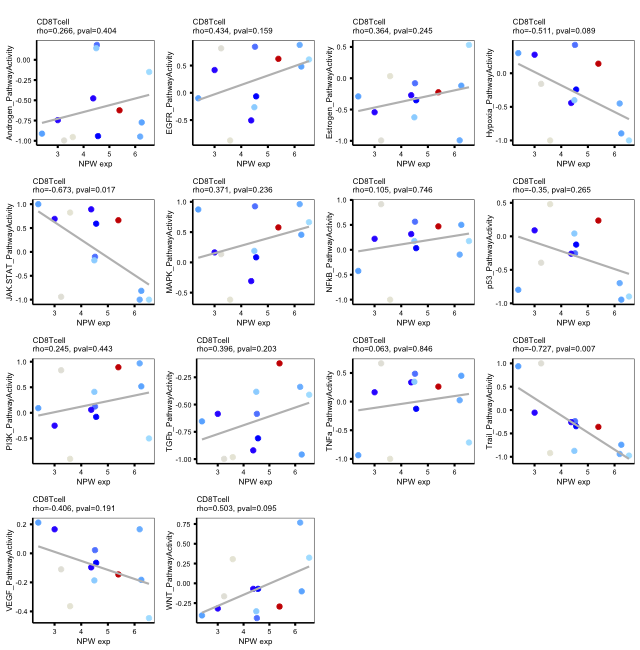 CD8Tcell
rho=0.266, pval=0.404
Androgen_PathwayActivity
0.00
-0.25
-0.50
-0.75
-1.00
3 4 5 6
NPW exp
CD8Tcell
rho=0.434, pval=0.159
EGFR_PathwayActivity
1.0
0.5
0.0
-0.5
3 4 5 6
NPW exp
CD8Tcell
rho=0.364, pval=0.245
Estrogen_PathwayActivity
0.5
0.0
-0.5
-1.0
3 4 5 6
NPW exp
CD8Tcell
rho=-0.511, pval=0.089
Hypoxia_PathwayActivity
0.5
0.0
-0.5
-1.0
3 4 5 6
NPW exp
CD8Tcell
rho=-0.673, pval=0.017
JAK.STAT_PathwayActivity
1.0
0.5
0.0
-0.5
-1.0
3 4 5 6
NPW exp
CD8Tcell
rho=0.371, pval=0.236
MAPK_PathwayActivity
1.0
0.5
0.0
-0.5
3 4 5 6
NPW exp
CD8Tcell
rho=0.105, pval=0.746
NFkB_PathwayActivity
1.0
0.5
0.0
-0.5
-1.0
3 4 5 6
NPW exp
CD8Tcell
rho=-0.35, pval=0.265
p53_PathwayActivity
0.5
0.0
-0.5
3 4 5 6
NPW exp
CD8Tcell
rho=0.245, pval=0.443
PI3K_PathwayActivity
1.0
0.5
0.0
-0.5
-1.0
3 4 5 6
NPW exp
CD8Tcell
rho=0.396, pval=0.203
TGFb_PathwayActivity
-0.25
-0.50
-0.75
-1.00
3 4 5 6
NPW exp
CD8Tcell
rho=0.063, pval=0.846
TNFa_PathwayActivity
0.5
0.0
-0.5
-1.0
3 4 5 6
NPW exp
CD8Tcell
rho=-0.727, pval=0.007
Trail_PathwayActivity
1.0
0.5
0.0
-0.5
-1.0
3 4 5 6
NPW exp
CD8Tcell
rho=-0.406, pval=0.191
VEGF_PathwayActivity
0.2
0.0
-0.2
-0.4
3 4 5 6
NPW exp
CD8Tcell
rho=0.503, pval=0.095
WNT_PathwayActivity
0.75
0.50
0.25
0.00
-0.25
3 4 5 6
NPW exp